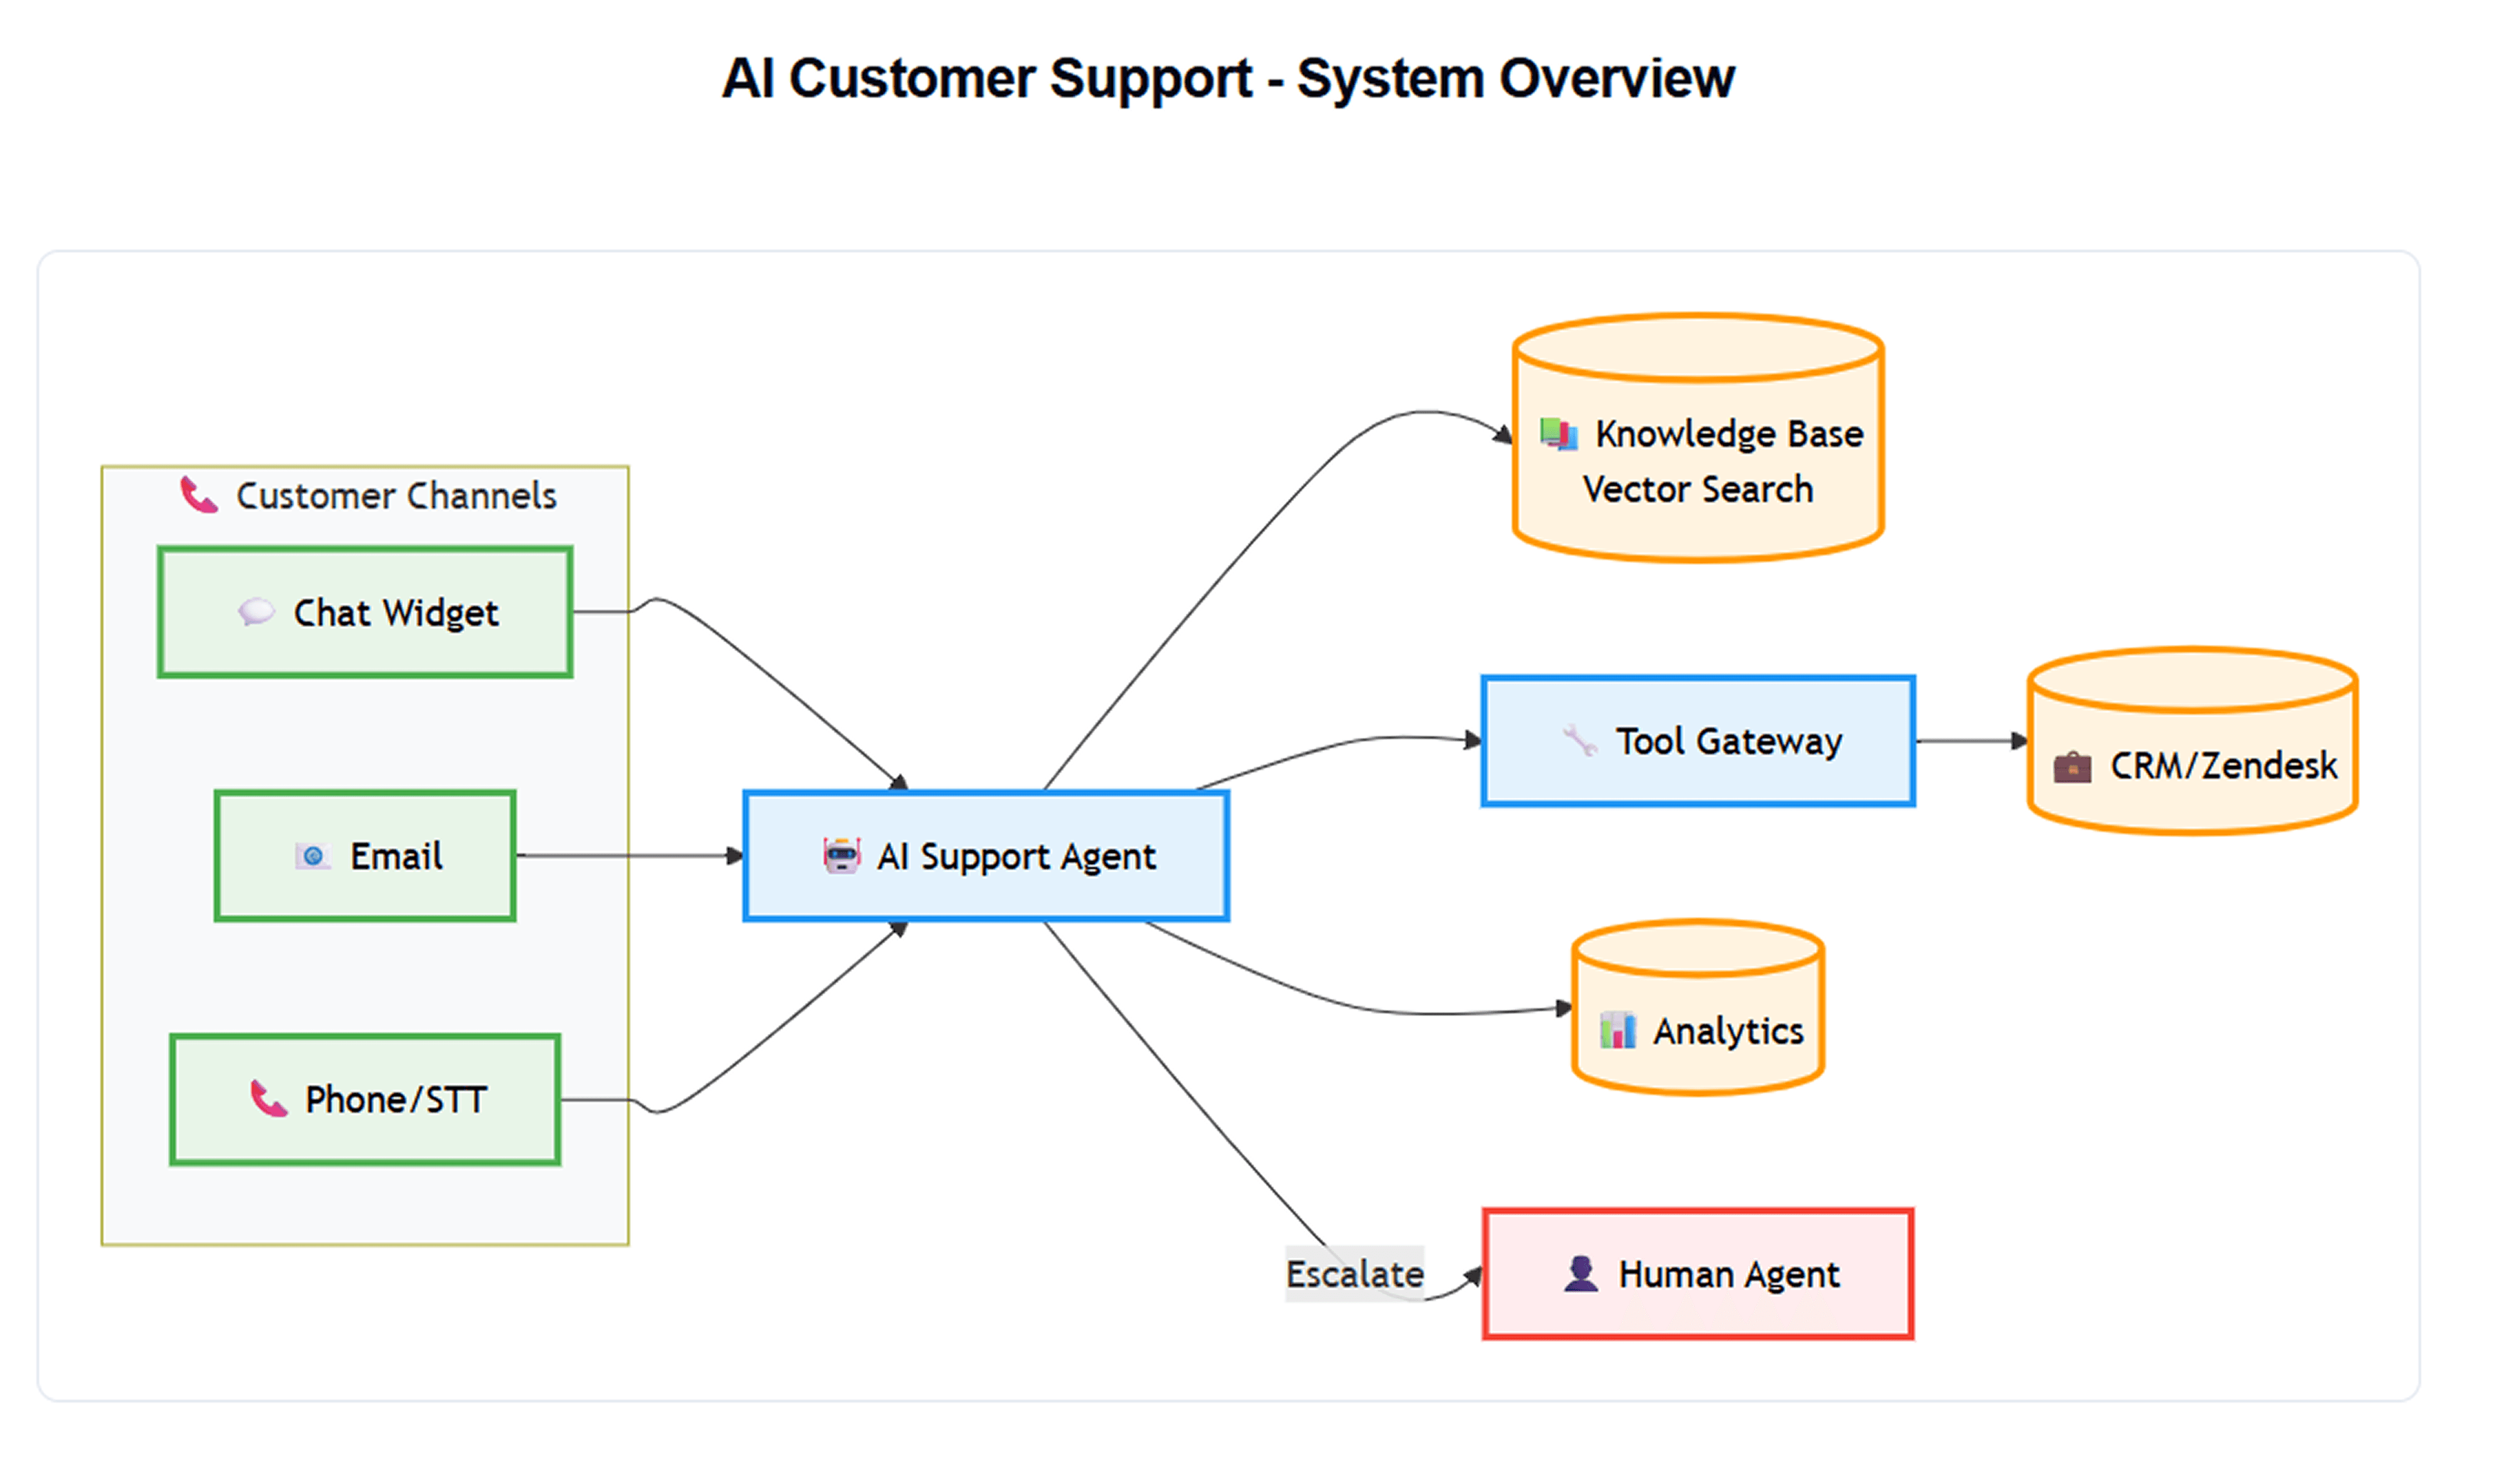 AI Customer Support - System Overview
Customer Channels
Chat Widget
Email
Phone/STT
AI Support Agent
Knowledge Base
Vector Search
Tool Gateway
CRM/Zendesk
Analytics
Escalate
Human Agent